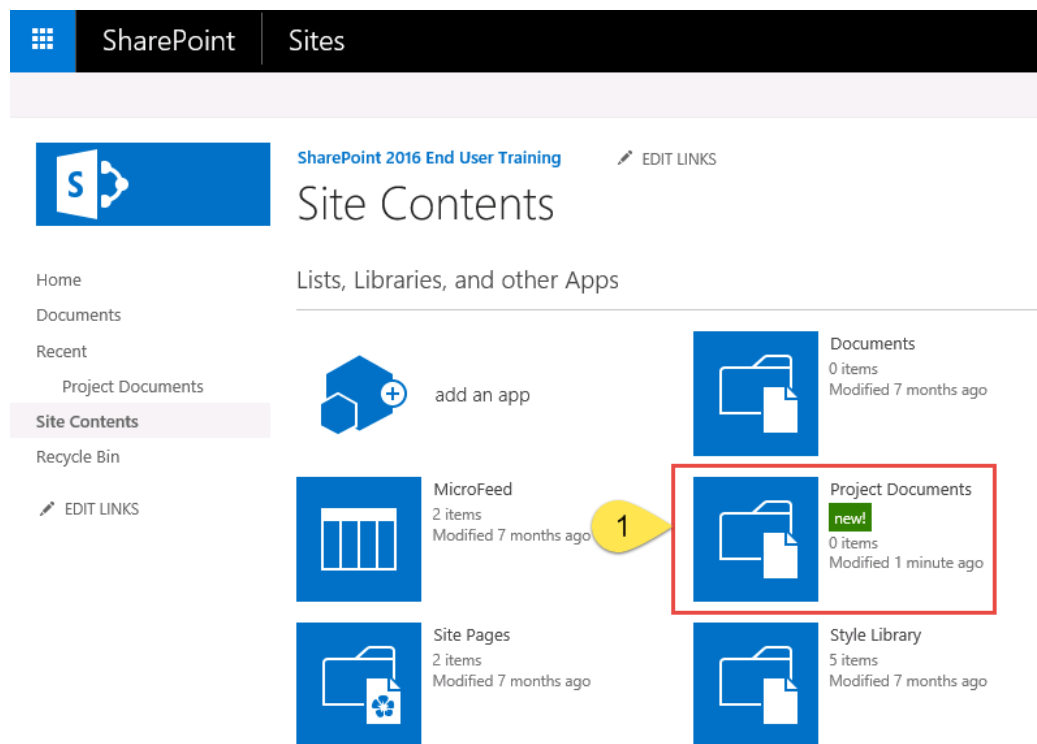 SharePoint
Sites
SharePoint 2016 End User Training
EDIT LINKS
Site Contents
Home
Documents
Recent
Project Documents
Site Contents
Recycle Bin
EDIT LINKS
Lists, Libraries, and other Apps
add an app
Documents
0 items
Modified 7 months ago
MicroFeed
2 items
Modified 7 months ago
1
Project Documents
new!
0 items
Modified 1 minute ago
Site Pages
2 items
Modified 7 months ago
Style Library
5 items
Modified 7 months ago